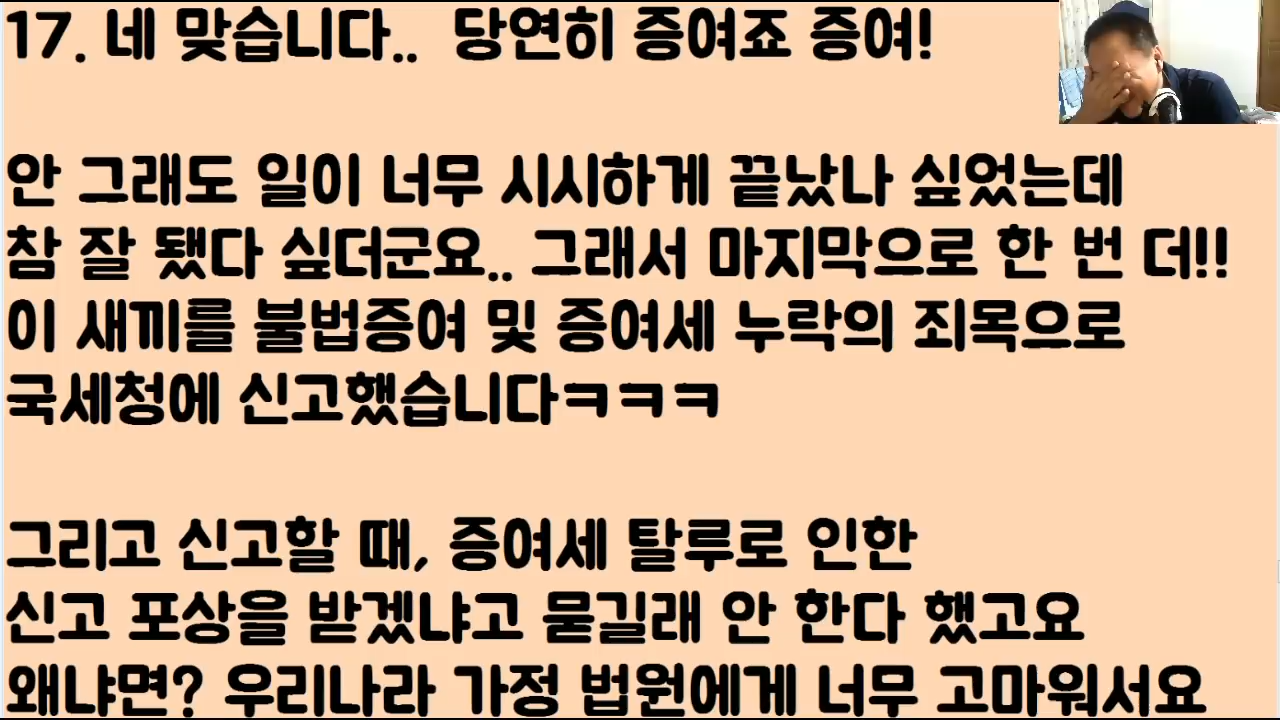 17. 네 맞습니다.. 당연히 증여죠 증여!
안 그래도 일이 너무 시시하게 끝났나 싶었는데
참 잘 됐다 싶더군요.. 그래서 마지막으로 한 번 더!!
이 새끼를 불법증여 및 증여세 누락의 죄목으로
국세청에 신고했습니다ㅋㅋㅋ
그리고 신고할 때, 증여세 탈루로 인한
신고 포상을 받겠냐고 묻길래 안 한다 했고요
왜냐면? 우리나라 가정 법원에게 너무 고마워서요